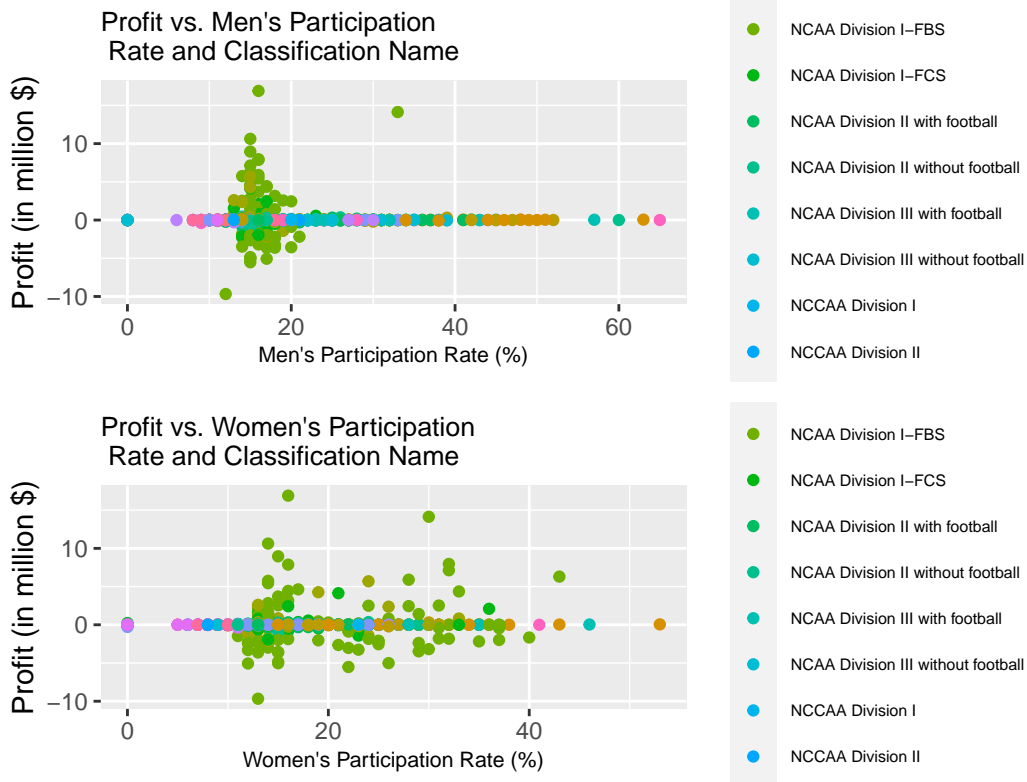 Profit vs. Men's Participation
Rate and Classification Name
Profit (in million $)
10
0
−10
0
20
40
60
Men's Participation Rate (%)
NCAA Division I−FBS
NCAA Division I−FCS
NCAA Division II with football
NCAA Division II without football
NCAA Division III with football
NCAA Division III without football
NCCAA Division I
NCCAA Division II
Profit vs. Women's Participation
Rate and Classification Name
Profit (in million $)
10
0
−10
0
20
40
Women's Participation Rate (%)
NCAA Division I−FBS
NCAA Division I−FCS
NCAA Division II with football
NCAA Division II without football
NCAA Division III with football
NCAA Division III without football
NCCAA Division I
NCCAA Division II